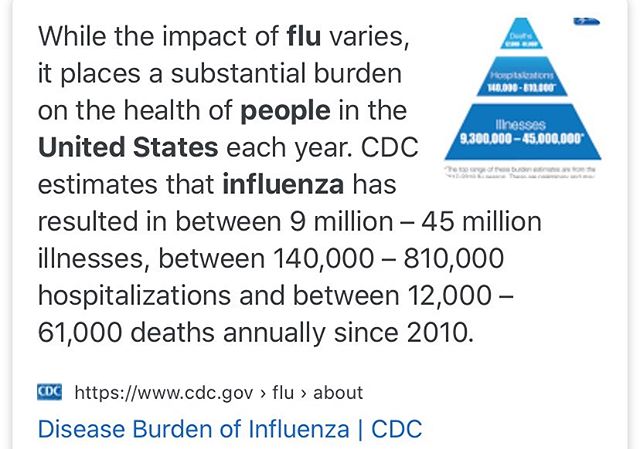 While the impact of flu varies,
it places a substantial burden
on the health of people in the
United States each year. CDC
estimates that influenza has
resulted in between 9 million – 45 million
illnesses, between 140,000 – 810,000
hospitalizations and between 12,000 –
61,000 deaths annually since 2010.
Deaths
12,000 - 61,000*
Hospitalizations
140,000 - 810,000*
Illnesses
9,300,000 – 45,000,000*
*The top range of these burden estimates are from the
CDC https://www.cdc.gov › flu › about
Disease Burden of Influenza | CDC